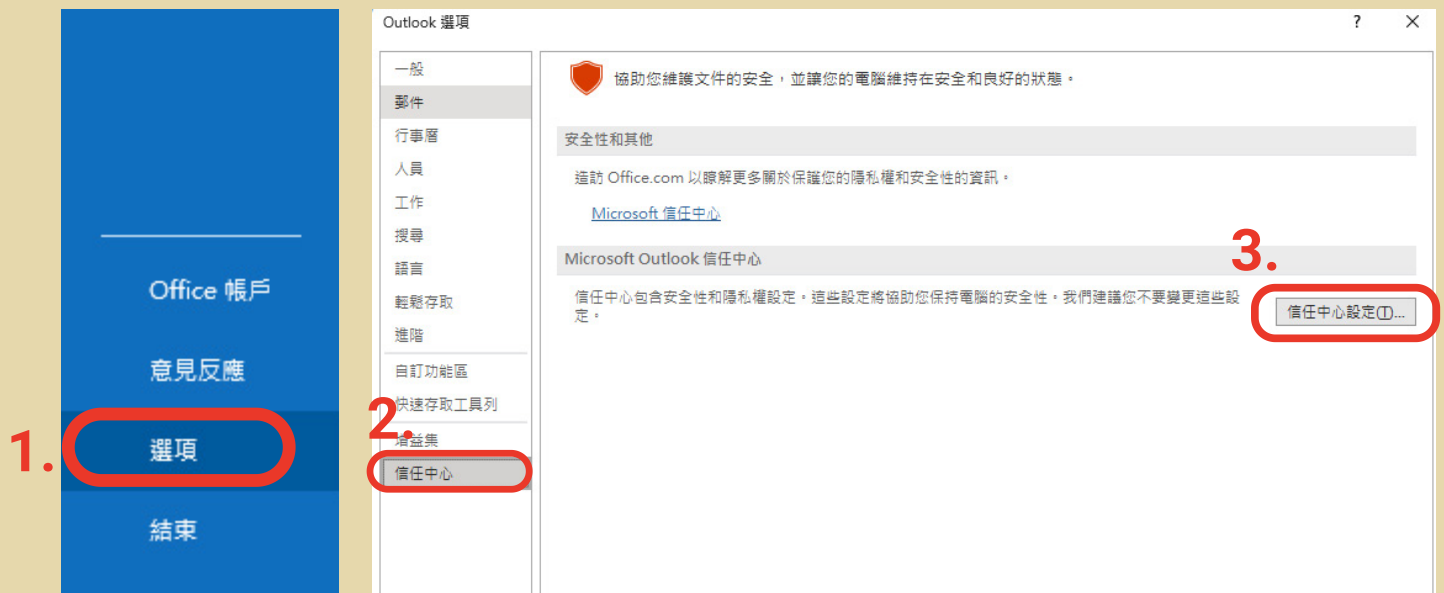 Office 帳戶
意見反應
1.
選項
結束
Outlook 選項
?
一般
郵件
行事曆
人員
工作
搜尋
語言
輕鬆存取
進階
自訂功能區
快速存取工具列
2.
增益集
信任中心
協助您維護文件的安全，並讓您的電腦維持在安全和良好的狀態。
安全性和其他
造訪 Office.com 以瞭解更多關於保護您的隱私權和安全性的資訊。
Microsoft 信任中心
Microsoft Outlook 信任中心
3.
信任中心包含安全性和隱私權設定。這些設定將協助您保持電腦的安全性。我們建議您不要變更這些設
定。
信任中心設定(T)...